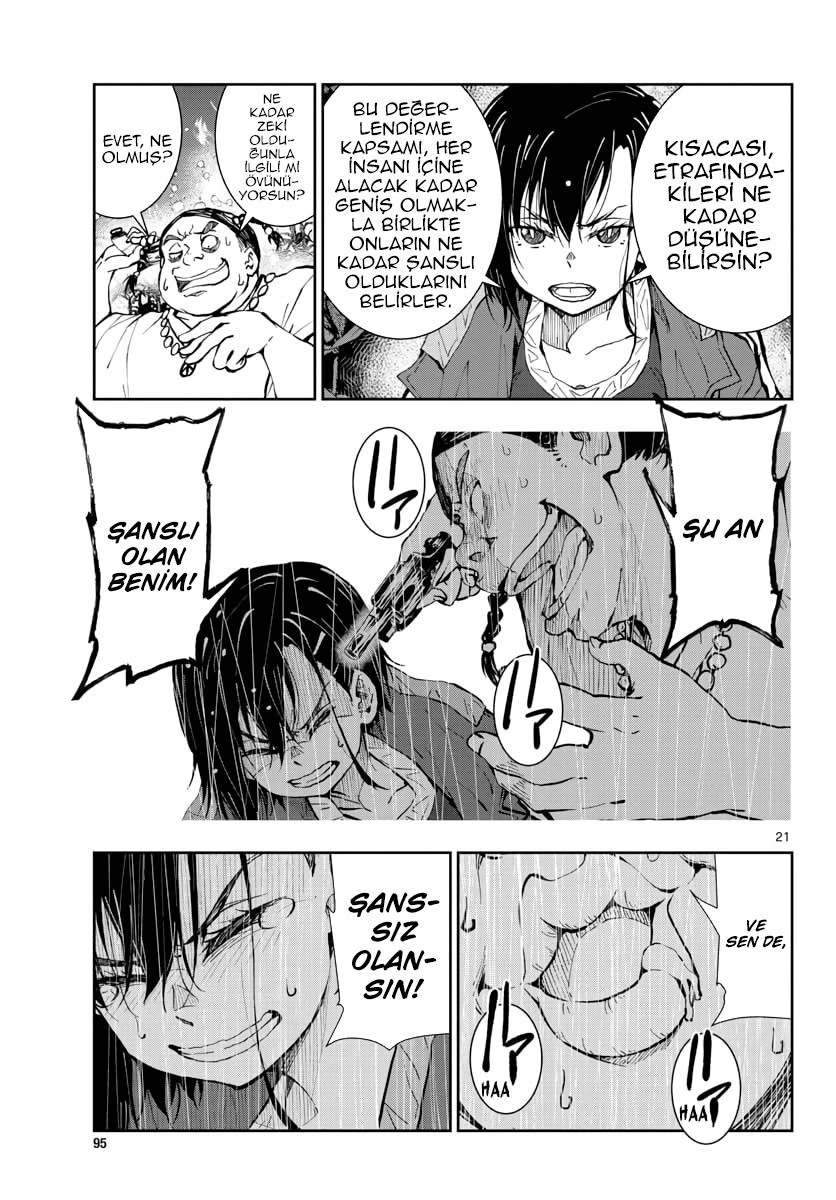 KISACASI,
ETRAFINDA-
KİLERİ NE
KADAR
DÜŞÜNE-
BİLİRSİN?
BU DEĞER-
LENDİRME
KAPSAMI, HER
İNSANI İÇİNE
ALACAK KADAR
GENİŞ OLMAK-
LA BİRLİKTE
ONLARIN NE
KADAR ŞANSLI
OLDUKLARINI
BELİRLER.
NE
KADAR
ZEKİ
OLDU-
ĞUNLA
İLGİLİ Mİ
ÖVÜNÜ-
YORSUN?
EVET, NE
OLMUŞ?
ŞU AN
ŞANSLI
OLAN
BENİM!
ハァ
ハァ
21
VE
SEN DE,
ハァ
HAA
ハァ
HAA
ŞANS-
SIZ
OLAN-
SIN!
95